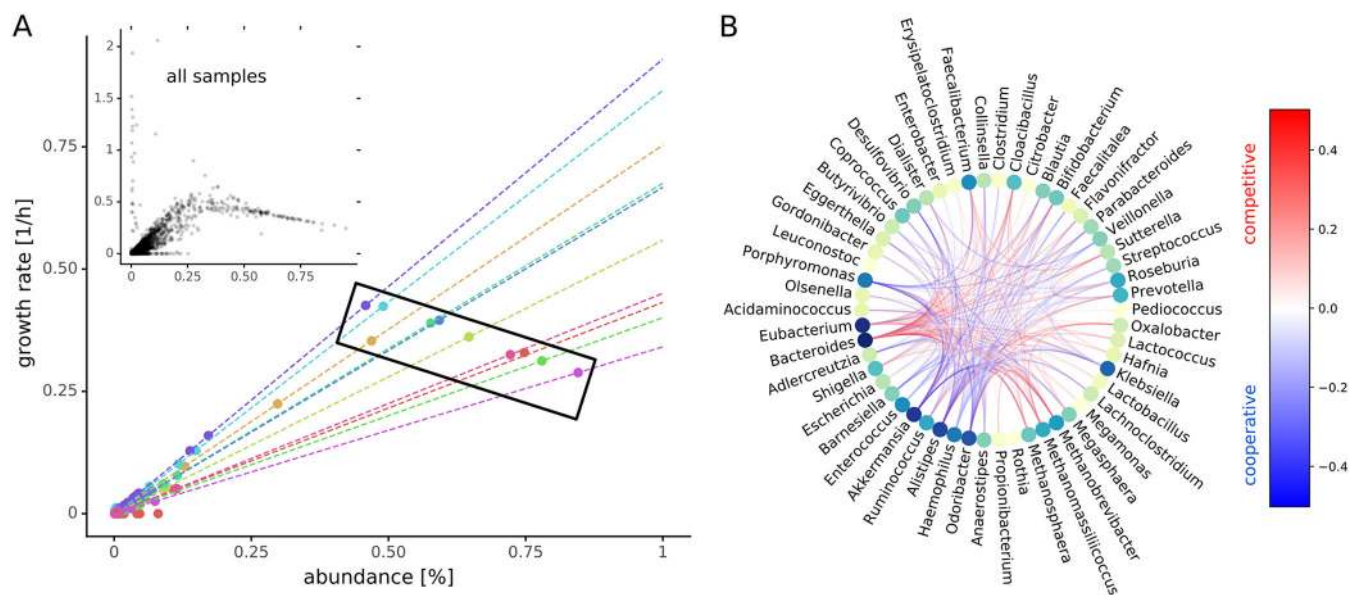 A
all samples
2
1.5
1
0.5
0
0
0.25
0.50
0.75
growth rate [1/h]
0.75
0.50
0.25
0
0
0.25
0.50
0.75
1
abundance [%]
B
Erysipelatoclostridium
Faecalibacterium
Collinsella
Clostridium
Cloacibacillus
Citrobacter
Blautia
Bifidobacterium
Faecalitalea
Flavonifractor
Parabacteroides
Veillonella
Sutterella
Streptococcus
Roseburia
Prevotella
Pediococcus
Oxalobacter
Lactococcus
Hafnia
Klebsiella
Lactobacillus
Lachnoclostridium
Megamonas
Megasphaera
Methanobrevibacter
Methanomassiliicoccus
Methanosphaera
Rothia
Propionibacterium
Anaerostipes
Odoribacter
Haemophilus
Alistipes
Ruminococcus
Akkermansia
Enterococcus
Barnesiella
Escherichia
Shigella
Adlercreutzia
Bacteroides
Eubacterium
Acidaminococcus
Olsenella
Porphyromonas
Leuconostoc
Gordonibacter
Eggerthella
Butyrivibrio
Coprococcus
Desulfovibrio
Dialister
Enterobacter
competitive
cooperative
0.4
0.2
0.0
−0.2
−0.4